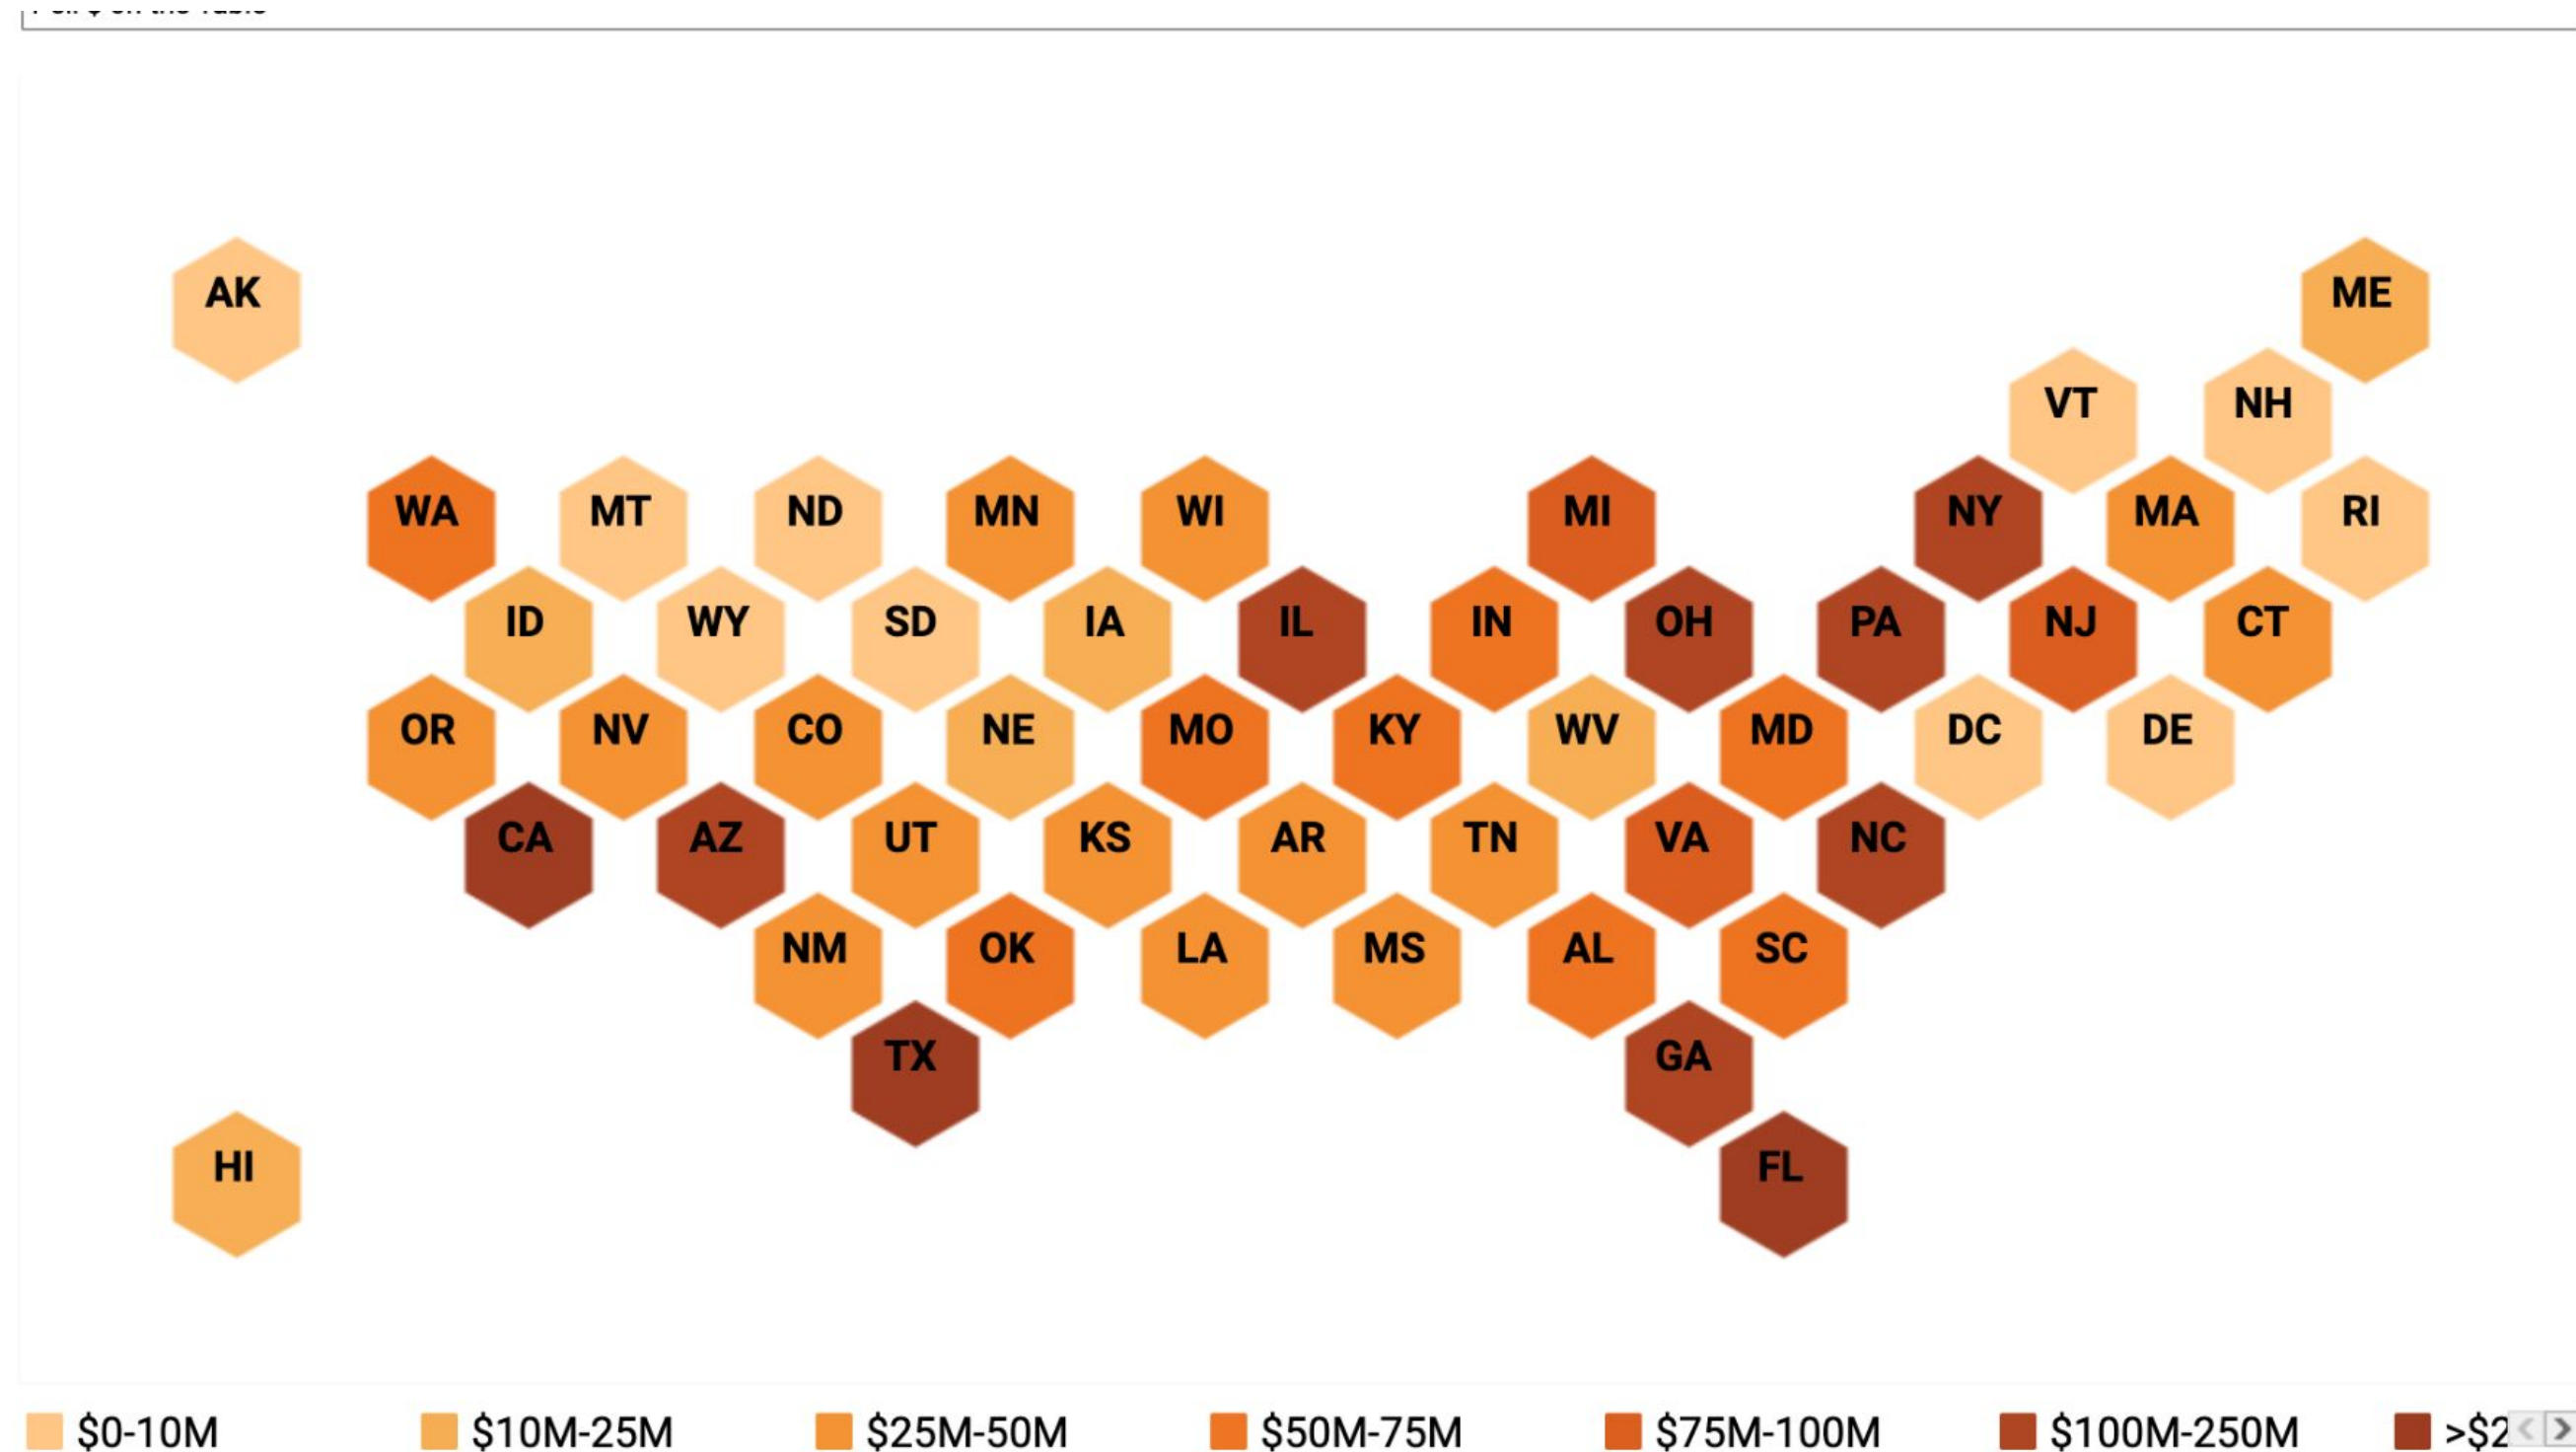 AK
ME
VT NH
WA MT ND MN WI MI NY MA RI
ID WY SD IA IL IN OH PA NJ CT
OR NV CO NE MO KY WV MD DC DE
CA AZ UT KS AR TN VA NC
NM OK LA MS AL SC
TX GA
HI FL
$0-10M $10M-25M $25M-50M $50M-75M $75M-100M $100M-250M >$2